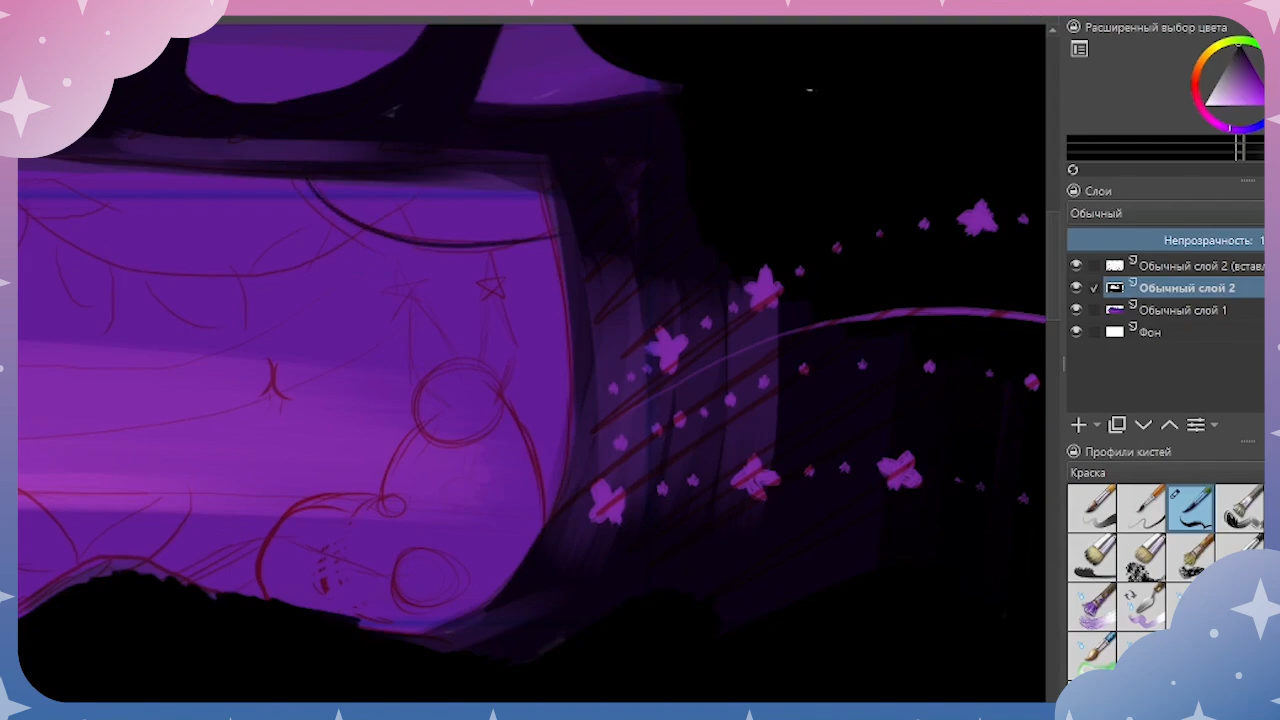 Расширенный выбор цвета
Слои
Обычный
Непрозрачность: 1
Обычный слой 2 (встав
Обычный слой 2
Обычный слой 1
Фон
Профили кистей
Краска